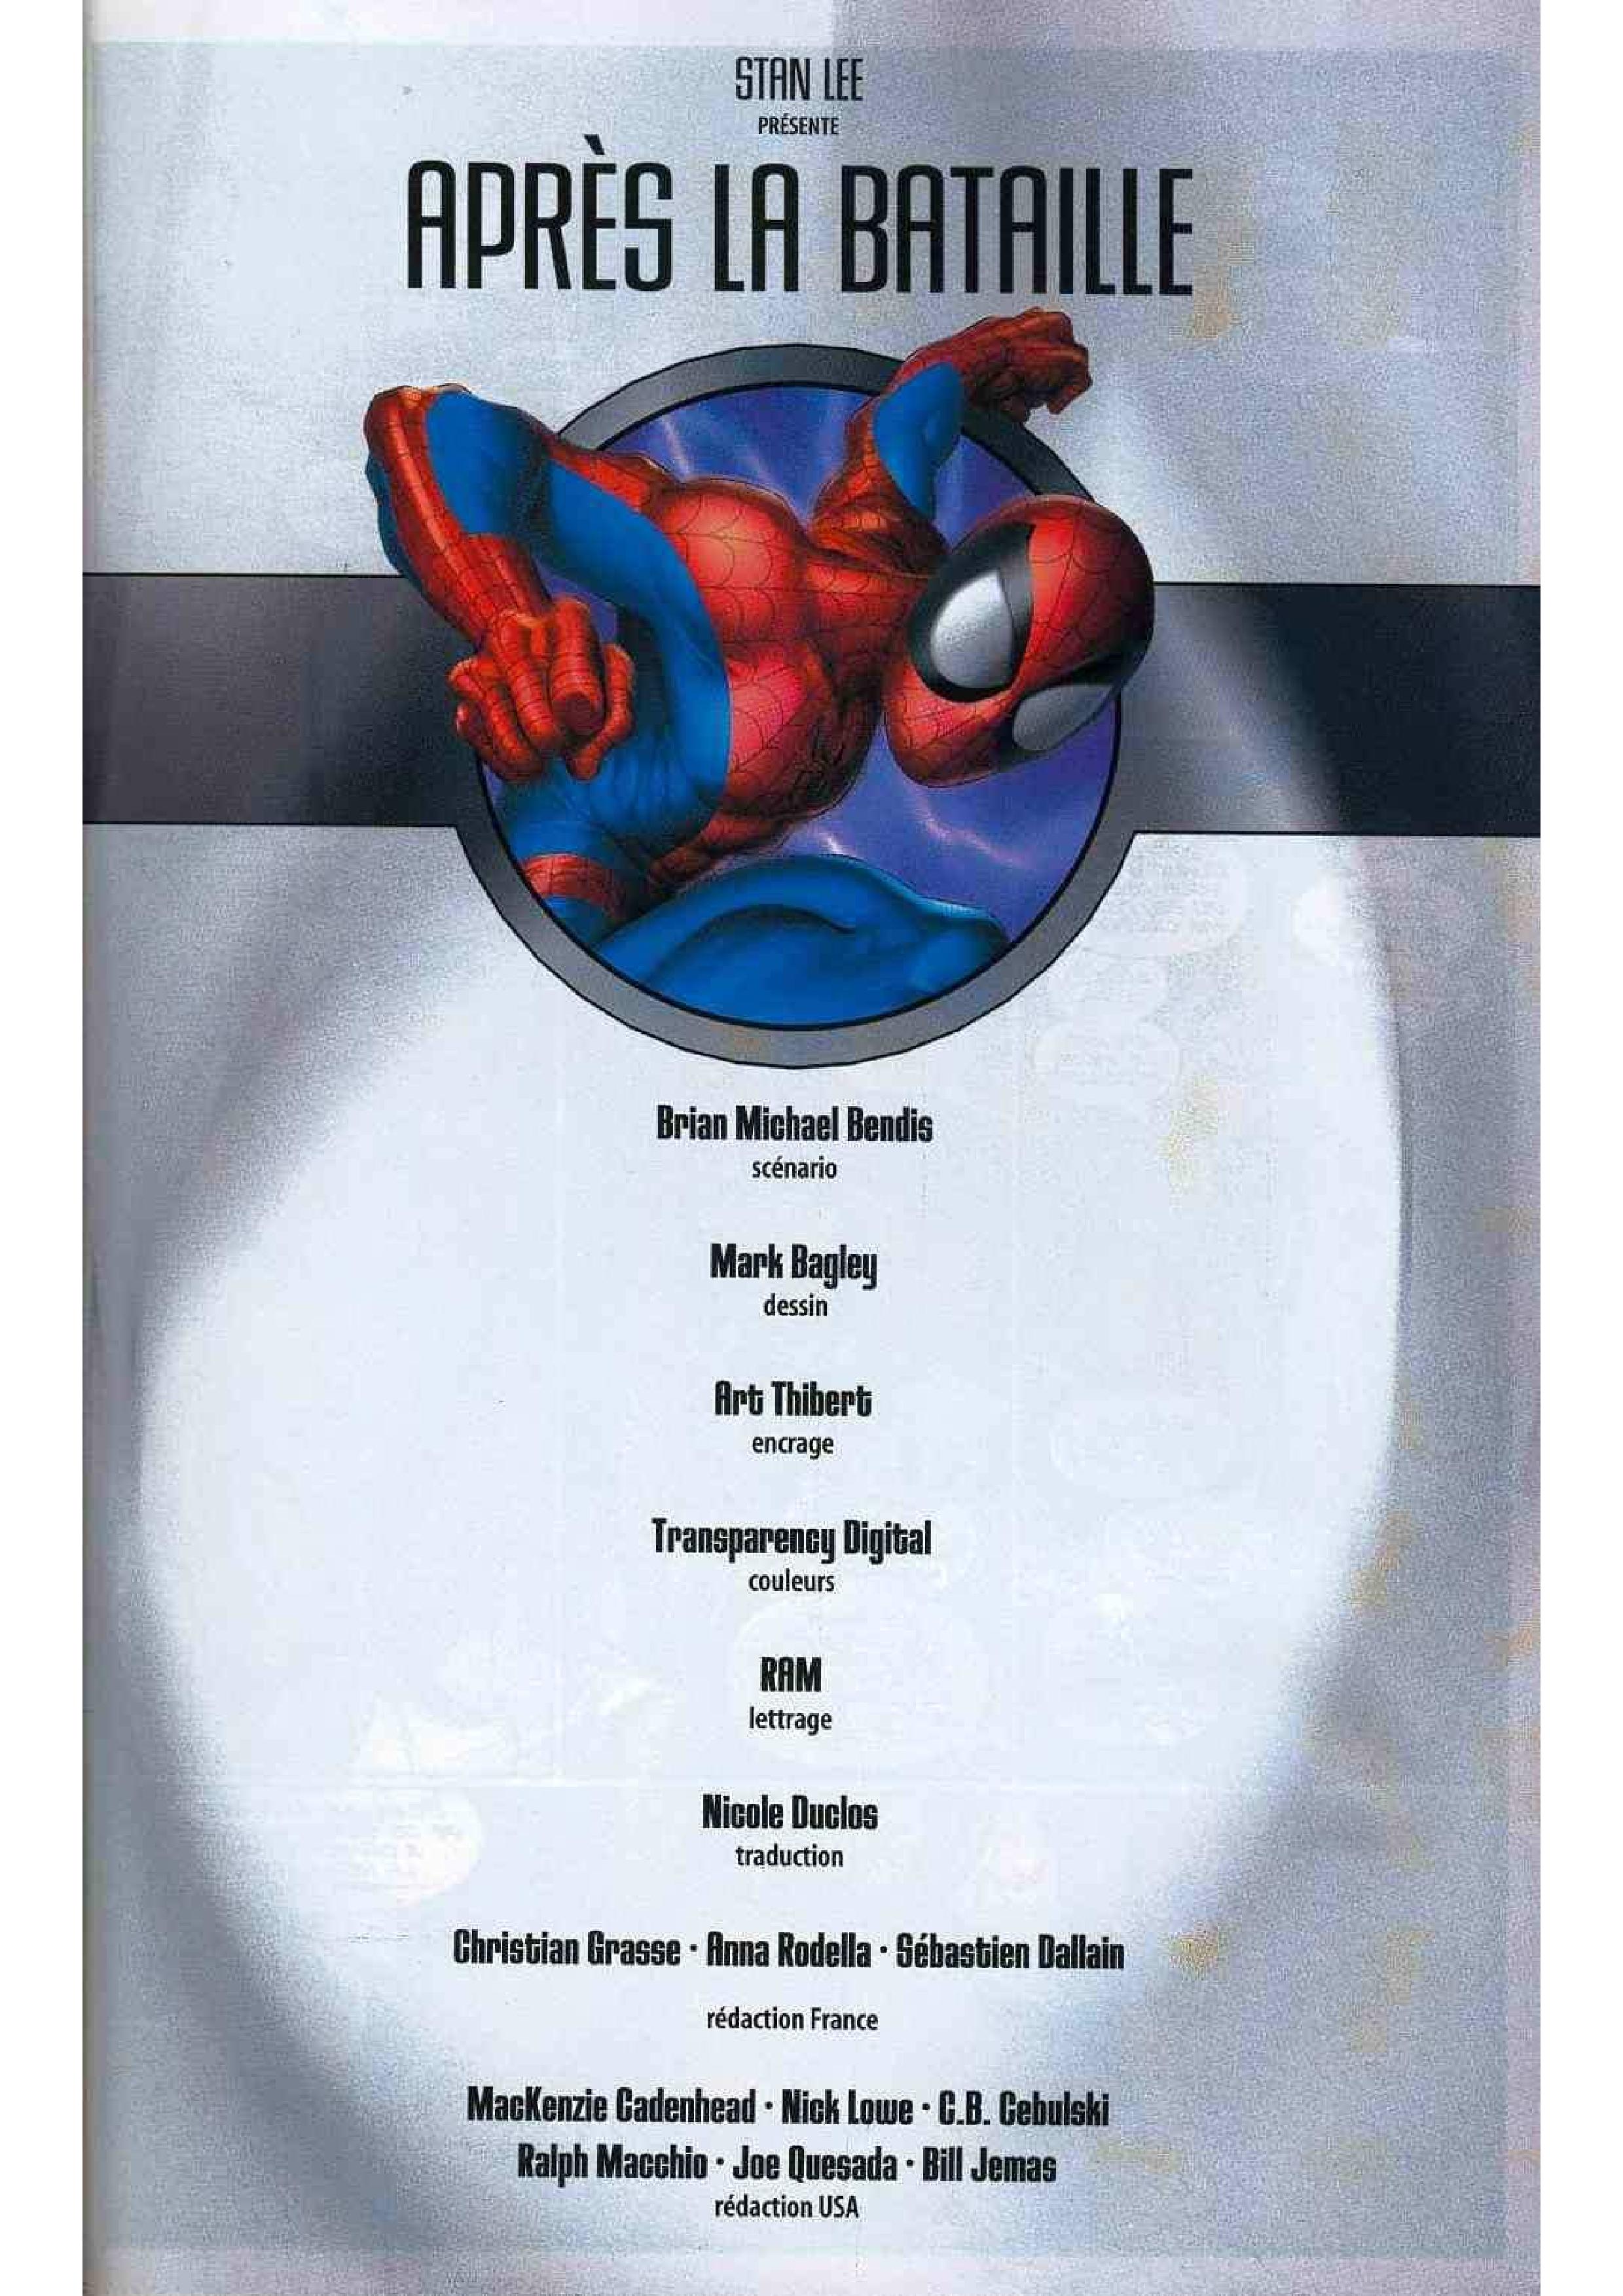 STAN LEE
PRÉSENTE
APRÈS LA BATAILLE
Brian Michael Bendis
scénario
Mark Bagley
dessin
Art Thibert
encrage
Transparency Digital
couleurs
RAM
lettrage
Nicole Duclos
traduction
Christian Grasse · Anna Rodella · Sébastien Dallain
rédaction France
MacKenzie Cadenhead · Nick Lowe · C.B. Cebulski
Ralph Macchio · Joe Quesada · Bill Jemas
rédaction USA